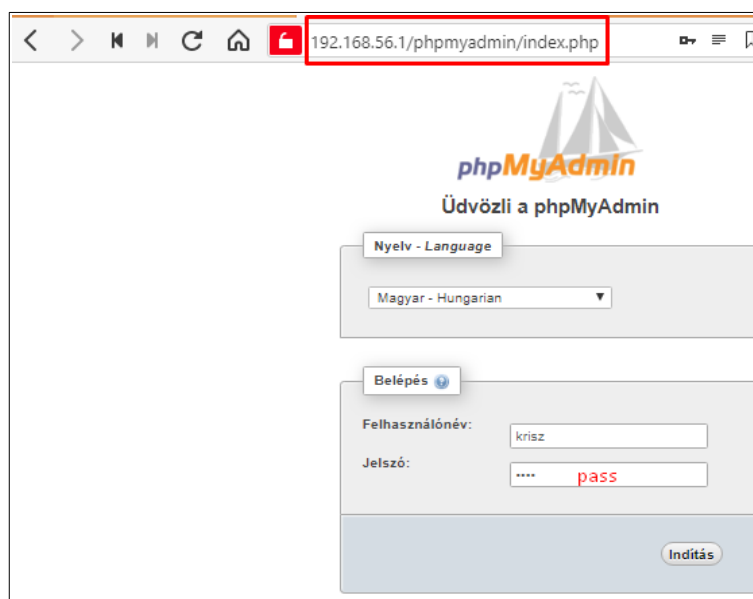 192.168.56.1/phpmyadmin/index.php
phpMyAdmin
Üdvözli a phpMyAdmin
Nyelv - Language
Magyar - Hungarian
Belépés
Felhasználónév:
krisz
Jelszó:
•••• pass
Indítás